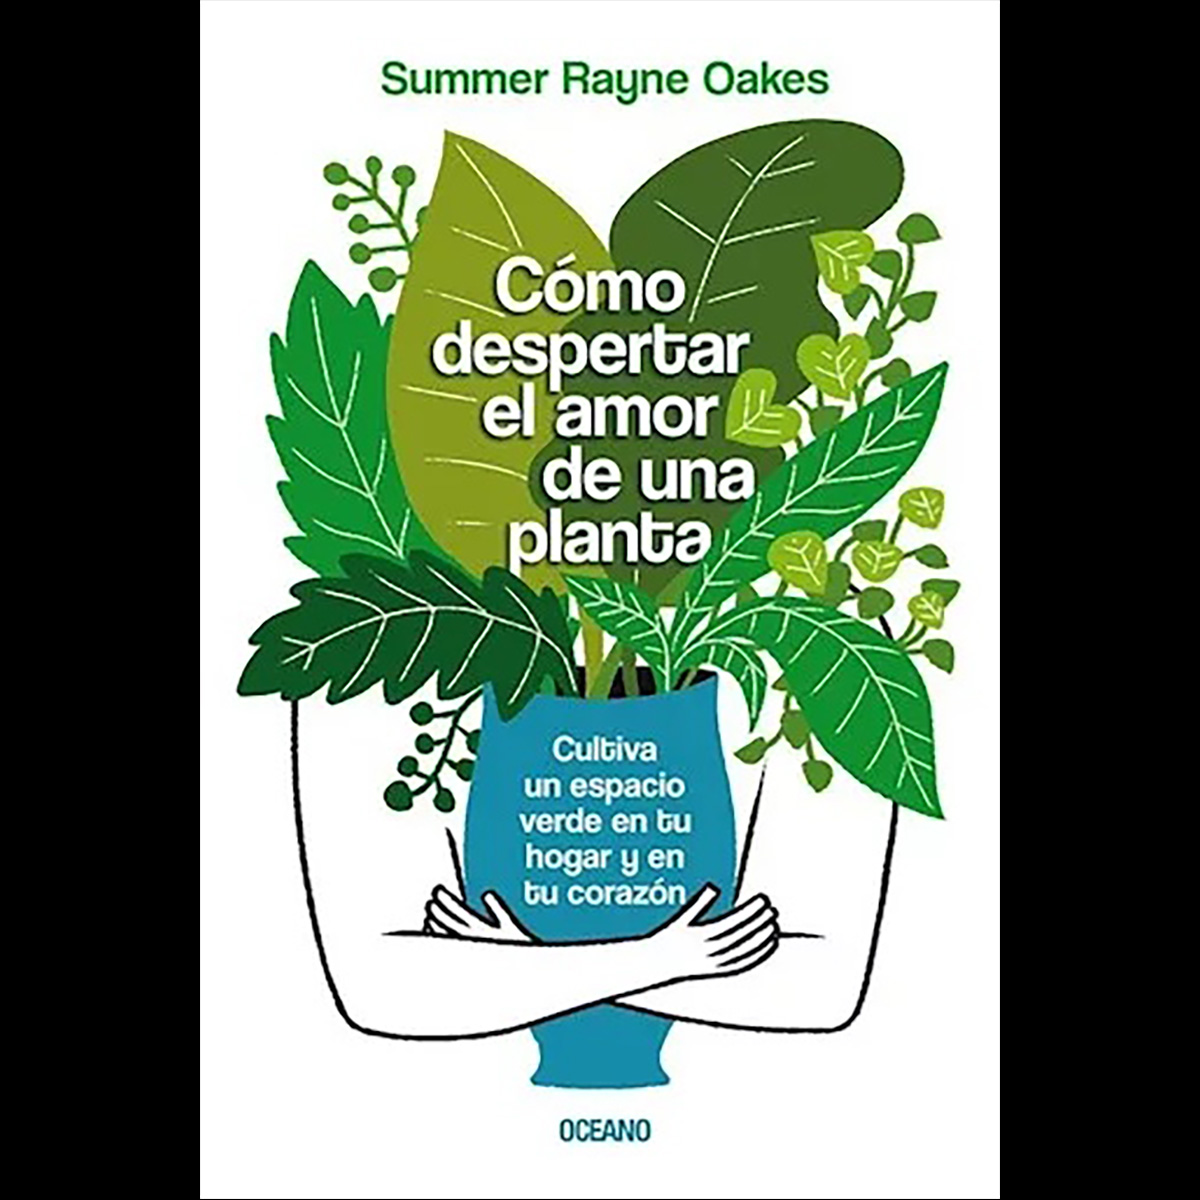 Summer Rayne Oakes
Cómo
despertar
el amor
de una
planta
Cultiva
un espacio
verde en tu
hogar y en
tu corazón
OCEANO